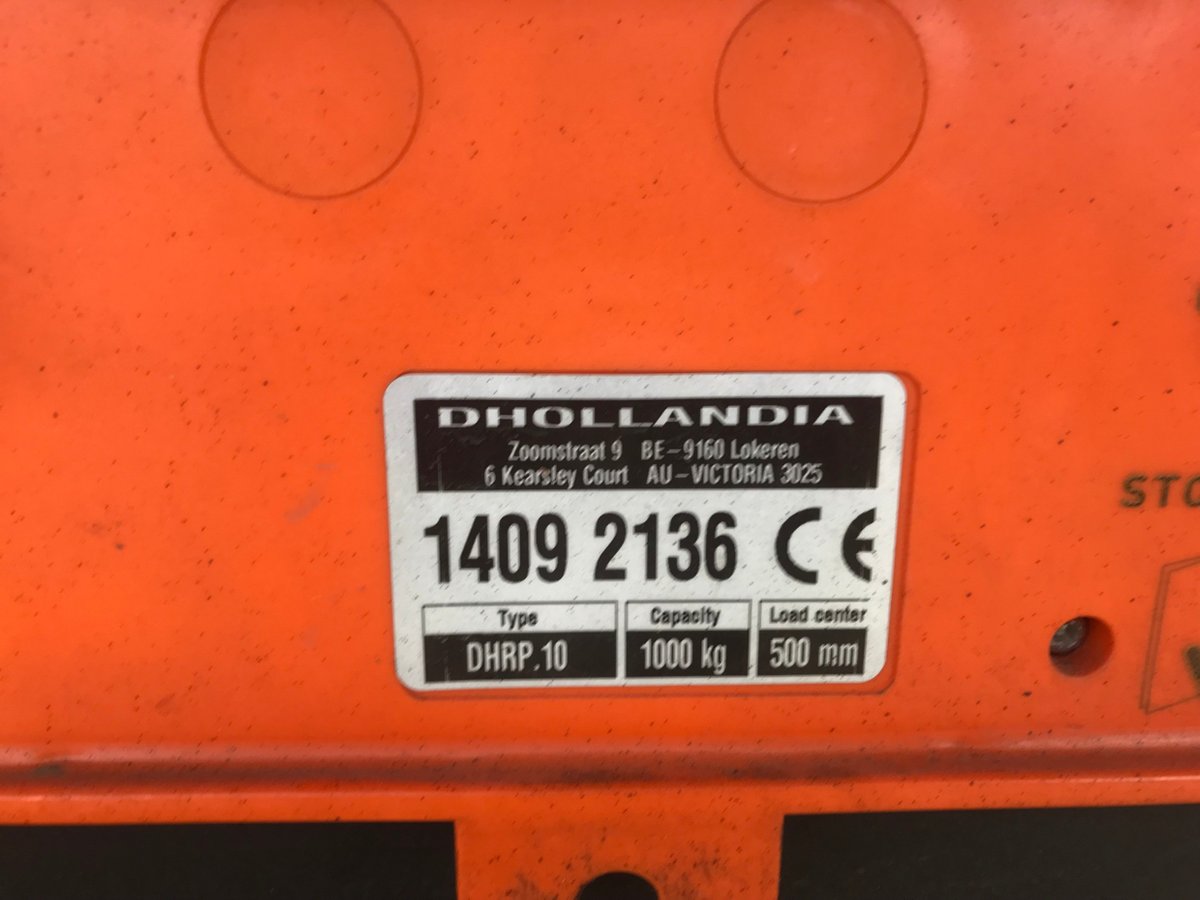 DHOLLANDIA
Zoomstraat 9 BE-9160 Lokeren
6 Kearsley Court AU-VICTORIA 3025
1409 2136 CE
Type Capacity Load center
DHRP.10 1000 kg 500 mm